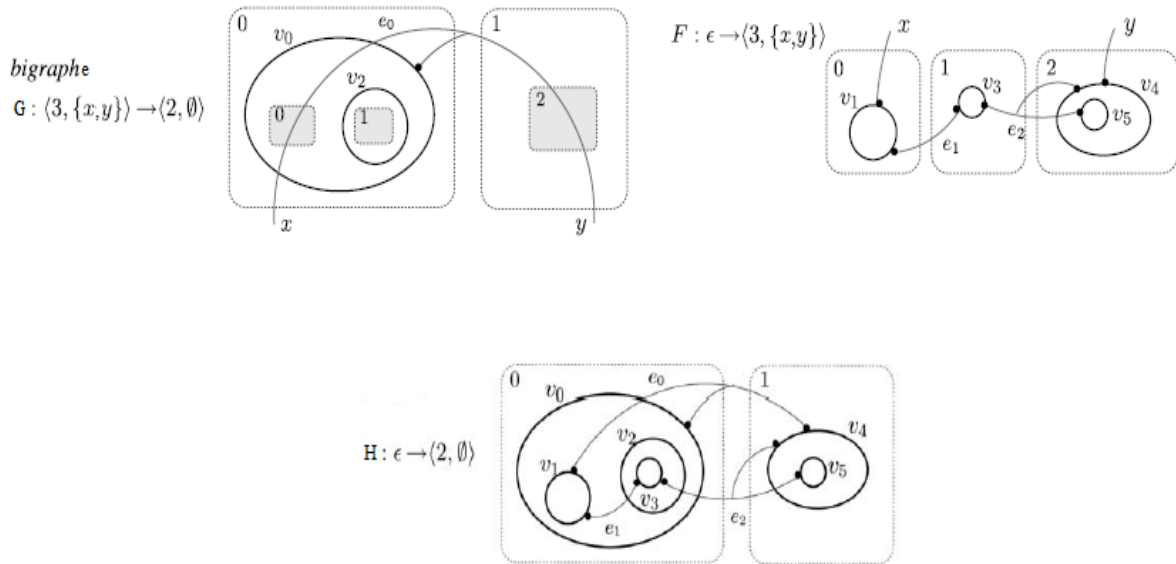 bigraphe
G : ⟨3, {x,y}⟩ → ⟨2, ∅⟩
0
e₀
1
v₀
v₂
0
1
2
x
y
F : ϵ → ⟨3, {x,y}⟩
x
y
0
1
2
v₁
v₃
v₄
v₅
e₁
e₂
H : ϵ → ⟨2, ∅⟩
0
e₀
1
v₀
v₂
v₄
v₁
v₅
v₃
e₁
e₂